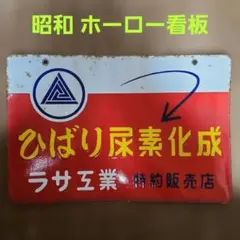 昭和 ホーロー看板
ひばり尿素化成
ラサ工業 特約販売店